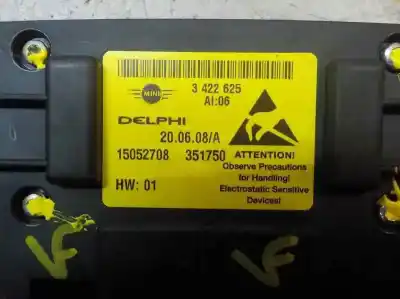 MINI
3 422 625
AI:06
DELPHI
20.06.08/A
15052708 351750
HW: 01
ATTENTION!
Observe Precautions
for Handling!
Electrostatic Sensitive
Devices!
VF
VF